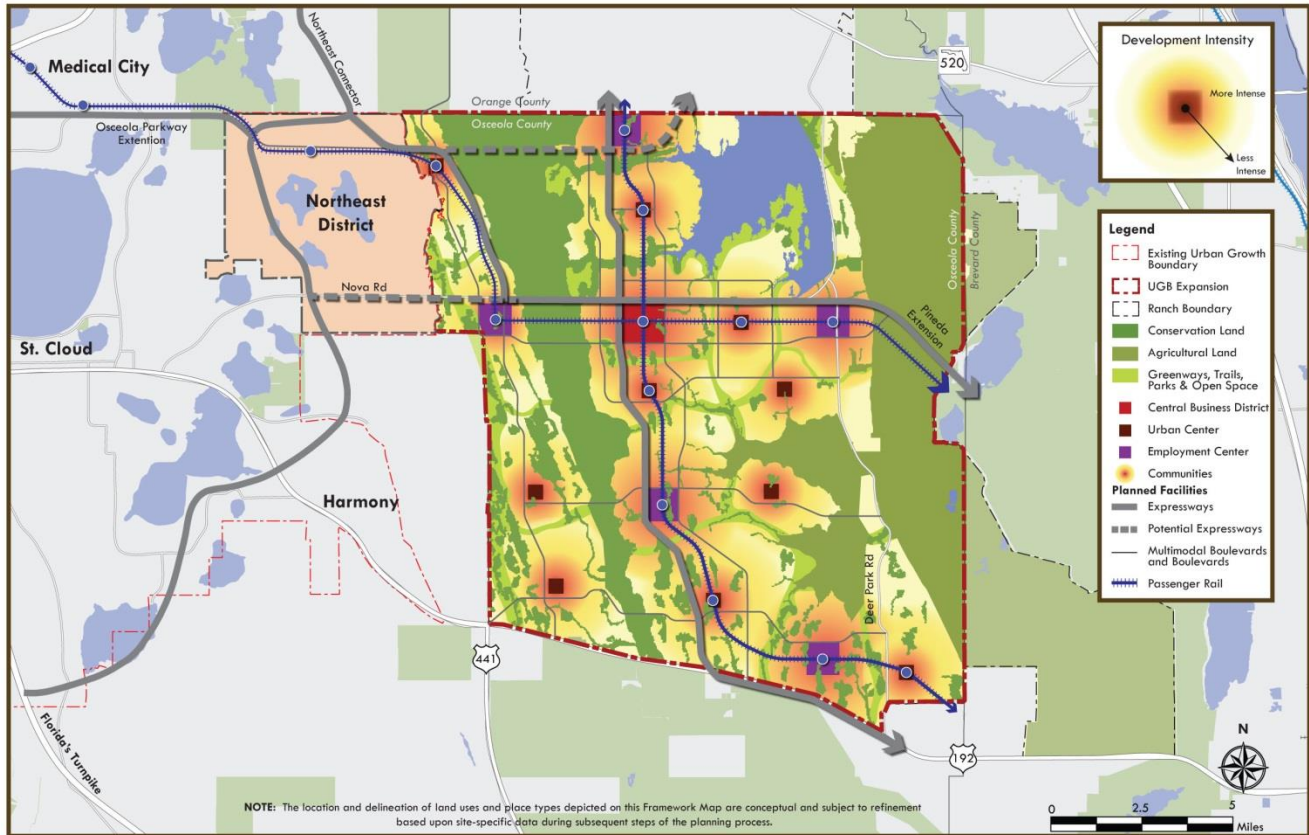 Medical City
Northeast Connector
Osceola Parkway
Extention
Orange County
Osceola County
520
Northeast
District
Nova Rd
St. Cloud
Harmony
Osceola County
Brevard County
Pineda
Extension
Deer Park Rd
441
192
Florida's Turnpike
Development Intensity
More Intense
Less
Intense
Legend
Existing Urban Growth
Boundary
UGB Expansion
Ranch Boundary
Conservation Land
Agricultural Land
Greenways, Trails,
Parks & Open Space
Central Business District
Urban Center
Employment Center
Communities
Planned Facilities
Expressways
Potential Expressways
Multimodal Boulevards
and Boulevards
Passenger Rail
N
0 2.5 5
Miles
NOTE: The location and delineation of land uses and place types depicted on this Framework Map are conceptual and subject to refinement
based upon site-specific data during subsequent steps of the planning process.